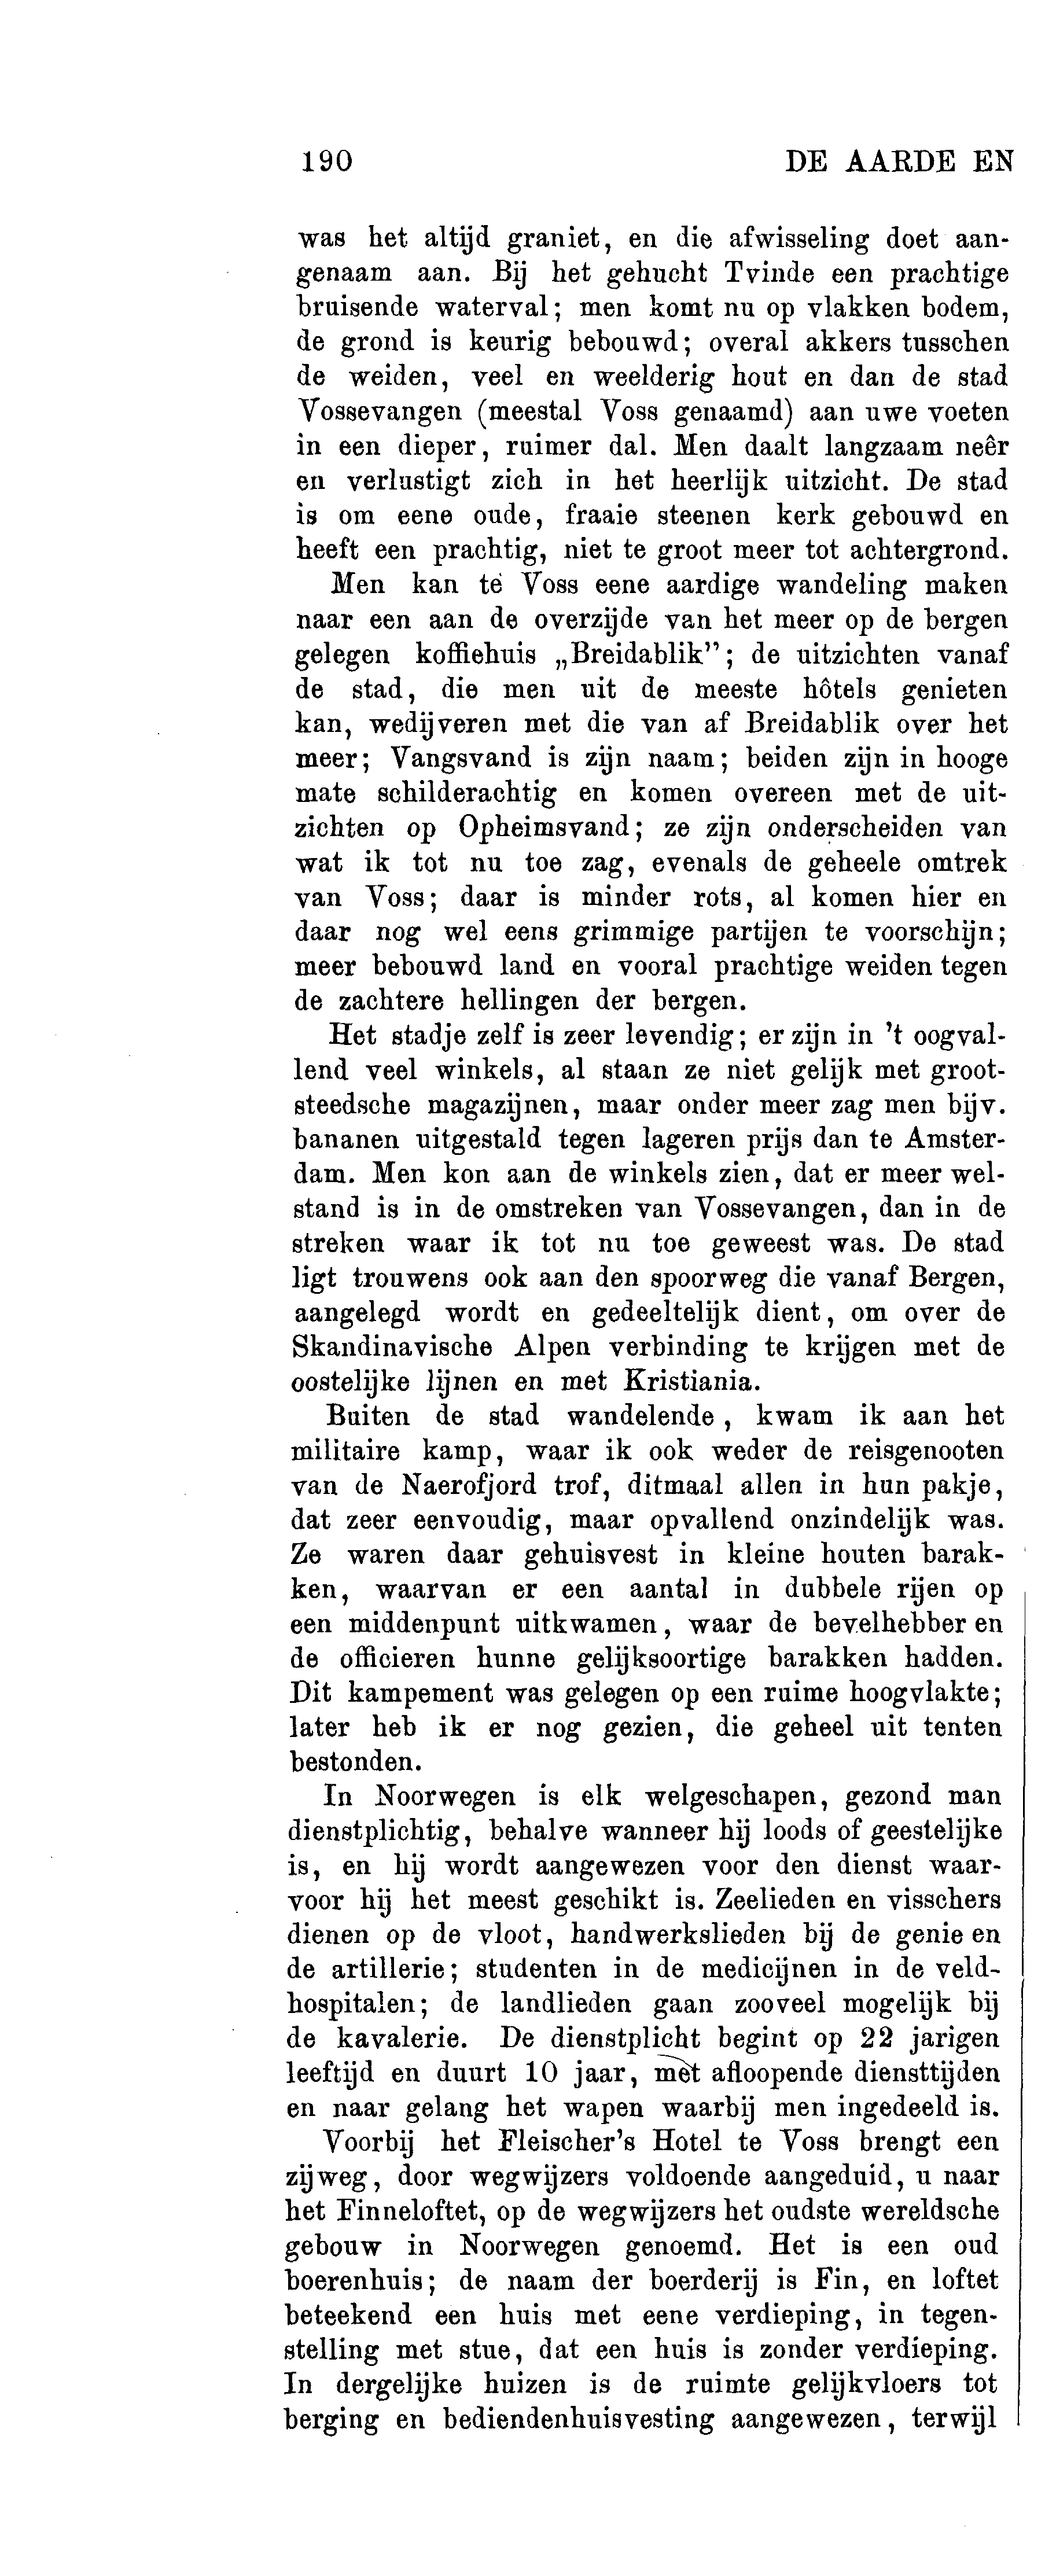 190 DE AARDE EN
was het altijd graniet, en die afwisseling doet aan-
genaam aan. Bij het gehucht Tvinde een prachtige
bruisende waterval; men komt nu op vlakken bodem,
de grond is keurig bebouwd; overal akkers tusschen
de weiden, veel en weelderig hout en dan de stad
Vossevangen (meestal Voss genaamd) aan uwe voeten
in een dieper, ruimer dal. Men daalt langzaam neêr
en verlustigt zich in het heerlijk uitzicht. De stad
is om eene oude, fraaie steenen kerk gebouwd en
heeft een prachtig, niet te groot meer tot achtergrond.
Men kan te Voss eene aardige wandeling maken
naar een aan de overzijde van het meer op de bergen
gelegen koffiehuis „Breidablik”; de uitzichten vanaf
de stad, die men uit de meeste hôtels genieten
kan, wedijveren met die van af Breidablik over het
meer; Vangsvand is zijn naam; beiden zijn in hooge
mate schilderachtig en komen overeen met de uit-
zichten op Opheimsvand; ze zijn onderscheiden van
wat ik tot nu toe zag, evenals de geheele omtrek
van Voss; daar is minder rots, al komen hier en
daar nog wel eens grimmige partijen te voorschijn;
meer bebouwd land en vooral prachtige weiden tegen
de zachtere hellingen der bergen.
Het stadje zelf is zeer levendig; er zijn in 't oogval-
lend veel winkels, al staan ze niet gelijk met groot-
steedsche magazijnen, maar onder meer zag men bijv.
bananen uitgestald tegen lageren prijs dan te Amster-
dam. Men kon aan de winkels zien, dat er meer wel-
stand is in de omstreken van Vossevangen, dan in de
streken waar ik tot nu toe geweest was. De stad
ligt trouwens ook aan den spoorweg die vanaf Bergen,
aangelegd wordt en gedeeltelijk dient, om over de
Skandinavische Alpen verbinding te krijgen met de
oostelijke lijnen en met Kristiania.
Buiten de stad wandelende, kwam ik aan het
militaire kamp, waar ik ook weder de reisgenooten
van de Naerofjord trof, ditmaal allen in hun pakje,
dat zeer eenvoudig, maar opvallend onzindelijk was.
Ze waren daar gehuisvest in kleine houten barak-
ken, waarvan er een aantal in dubbele rijen op
een middenpunt uitkwamen, waar de bevelhebber en
de officieren hunne gelijksoortige barakken hadden.
Dit kampement was gelegen op een ruime hoogvlakte;
later heb ik er nog gezien, die geheel uit tenten
bestonden.
In Noorwegen is elk welgeschapen, gezond man
dienstplichtig, behalve wanneer hij loods of geestelijke
is, en hij wordt aangewezen voor den dienst waar-
voor hij het meest geschikt is. Zeelieden en visschers
dienen op de vloot, handwerkslieden bij de genie en
de artillerie; studenten in de medicijnen in de veld-
hospitalen; de landlieden gaan zooveel mogelijk bij
de kavalerie. De dienstplicht begint op 22 jarigen
leeftijd en duurt 10 jaar, met afloopende diensttijden
en naar gelang het wapen waarbij men ingedeeld is.
Voorbij het Fleischer's Hotel te Voss brengt een
zijweg, door wegwijzers voldoende aangeduid, u naar
het Finneloftet, op de wegwijzers het oudste wereldsche
gebouw in Noorwegen genoemd. Het is een oud
boerenhuis; de naam der boerderij is Fin, en loftet
beteekend een huis met eene verdieping, in tegen-
stelling met stue, dat een huis is zonder verdieping.
In dergelijke huizen is de ruimte gelijkvloers tot
berging en bediendenhuisvesting aangewezen, terwijl